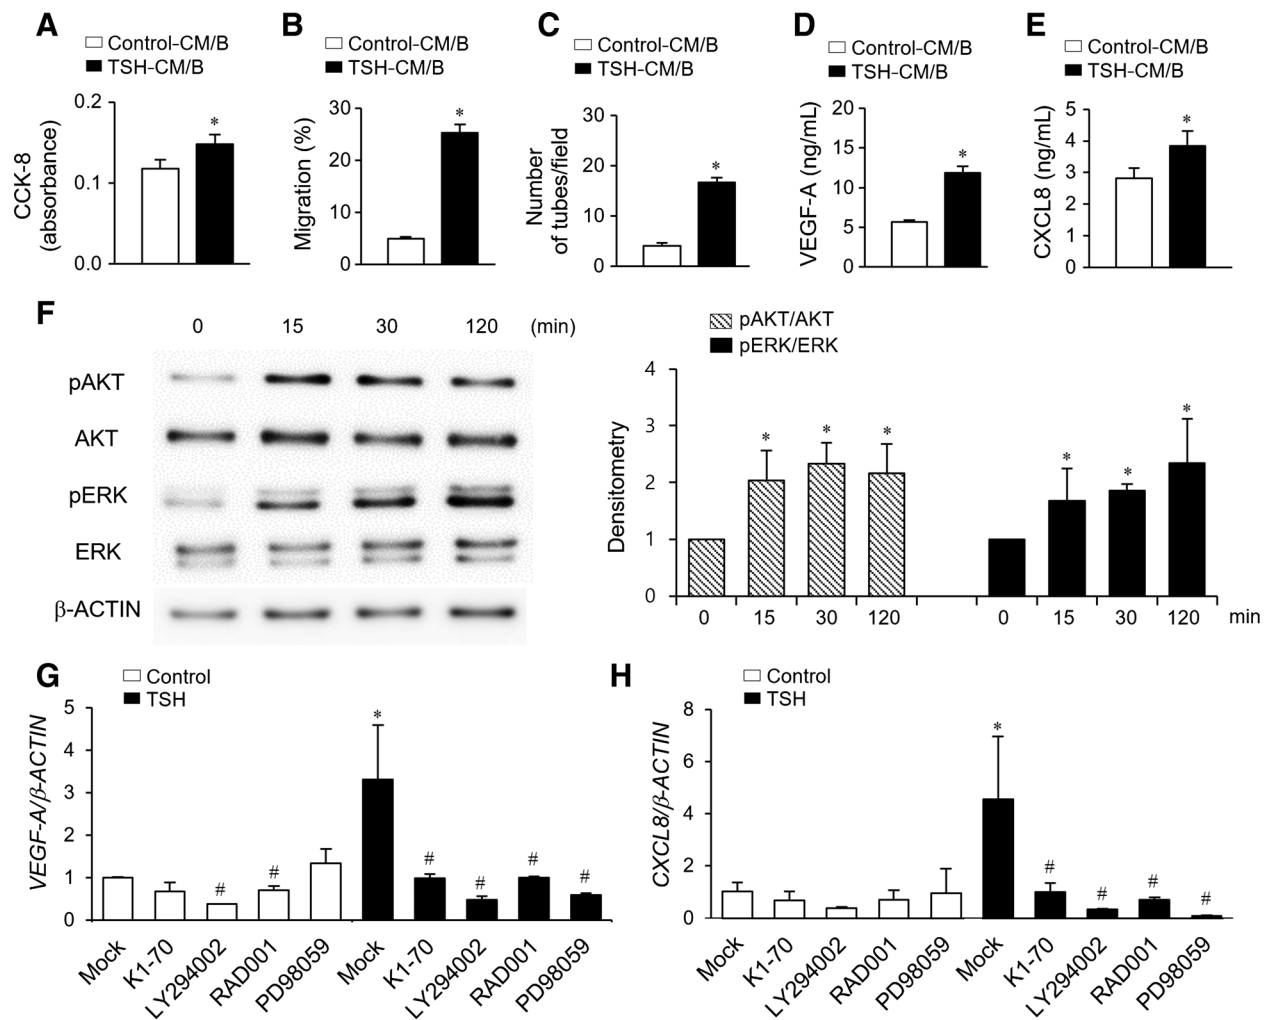 A
Control-CM/B
TSH-CM/B
CCK-8
(absorbance)
0.2
0.1
0.0
*
B
Control-CM/B
TSH-CM/B
Migration (%)
30
20
10
0
*
C
Control-CM/B
TSH-CM/B
Number
of tubes/field
30
20
10
0
*
D
Control-CM/B
TSH-CM/B
VEGF-A (ng/mL)
20
15
10
5
0
*
E
Control-CM/B
TSH-CM/B
CXCL8 (ng/mL)
5
4
3
2
1
0
*
F
0 15 30 120 (min)
pAKT
AKT
pERK
ERK
β-ACTIN
pAKT/AKT
pERK/ERK
Densitometry
4
3
2
1
0
* * * * * *
0 15 30 120 0 15 30 120 min
G
Control
TSH
VEGF-A/β-ACTIN
5
4
3
2
1
0
# # * # # # #
Mock K1-70 LY294002 RAD001 PD98059 Mock K1-70 LY294002 RAD001 PD98059
H
Control
TSH
CXCL8/β-ACTIN
8
6
4
2
0
* # # # #
Mock K1-70 LY294002 RAD001 PD98059 Mock K1-70 LY294002 RAD001 PD98059